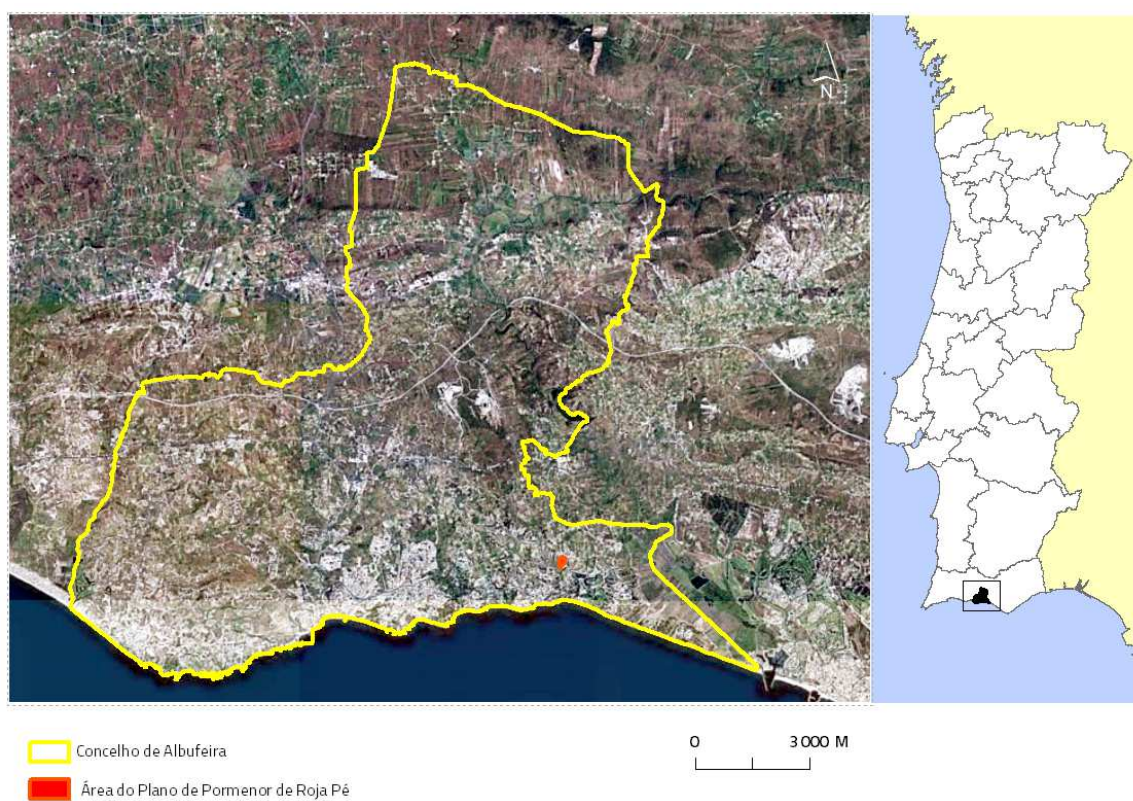 N
Concelho de Albufeira
0 3000 M
Área do Plano de Pormenor de Roja Pé